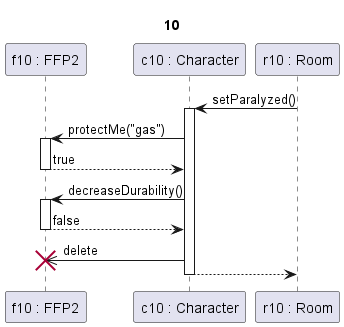 10
f10 : FFP2
c10 : Character
r10 : Room
setParalyzed()
protectMe("gas")
true
decreaseDurability()
false
delete
f10 : FFP2
c10 : Character
r10 : Room